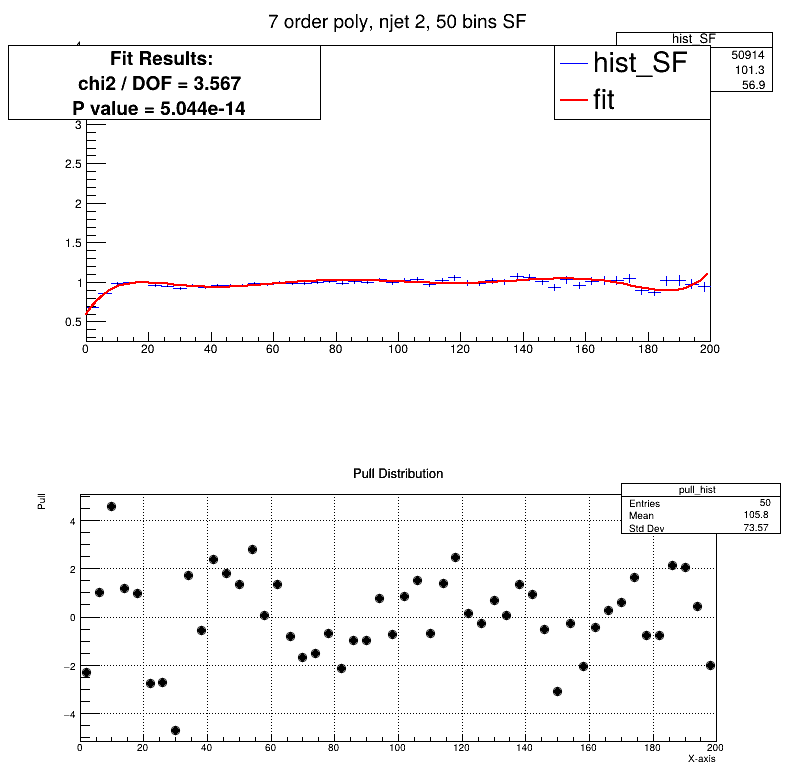 7 order poly, njet 2, 50 bins SF
hist_SF
50914
101.3
56.9
Fit Results:
chi2 / DOF = 3.567
P value = 5.044e-14
hist_SF
fit
3
2.5
2
1.5
1
0.5
0 20 40 60 80 100 120 140 160 180 200
Pull Distribution
pull_hist
Entries 50
Mean 105.8
Std Dev 73.57
Pull
4
2
0
−2
−4
0 20 40 60 80 100 120 140 160 180 200
X-axis